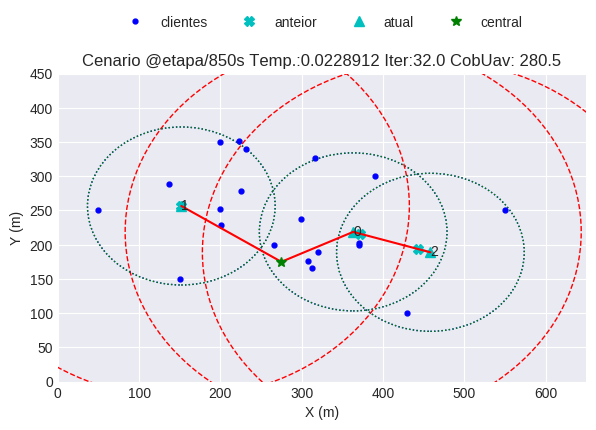 clientes anteior atual central
Cenario @etapa/850s Temp.:0.0228912 Iter:32.0 CobUav: 280.5
450
400
350
300
250
200
150
100
50
0
Y (m)
1
0
2
0 100 200 300 400 500 600
X (m)